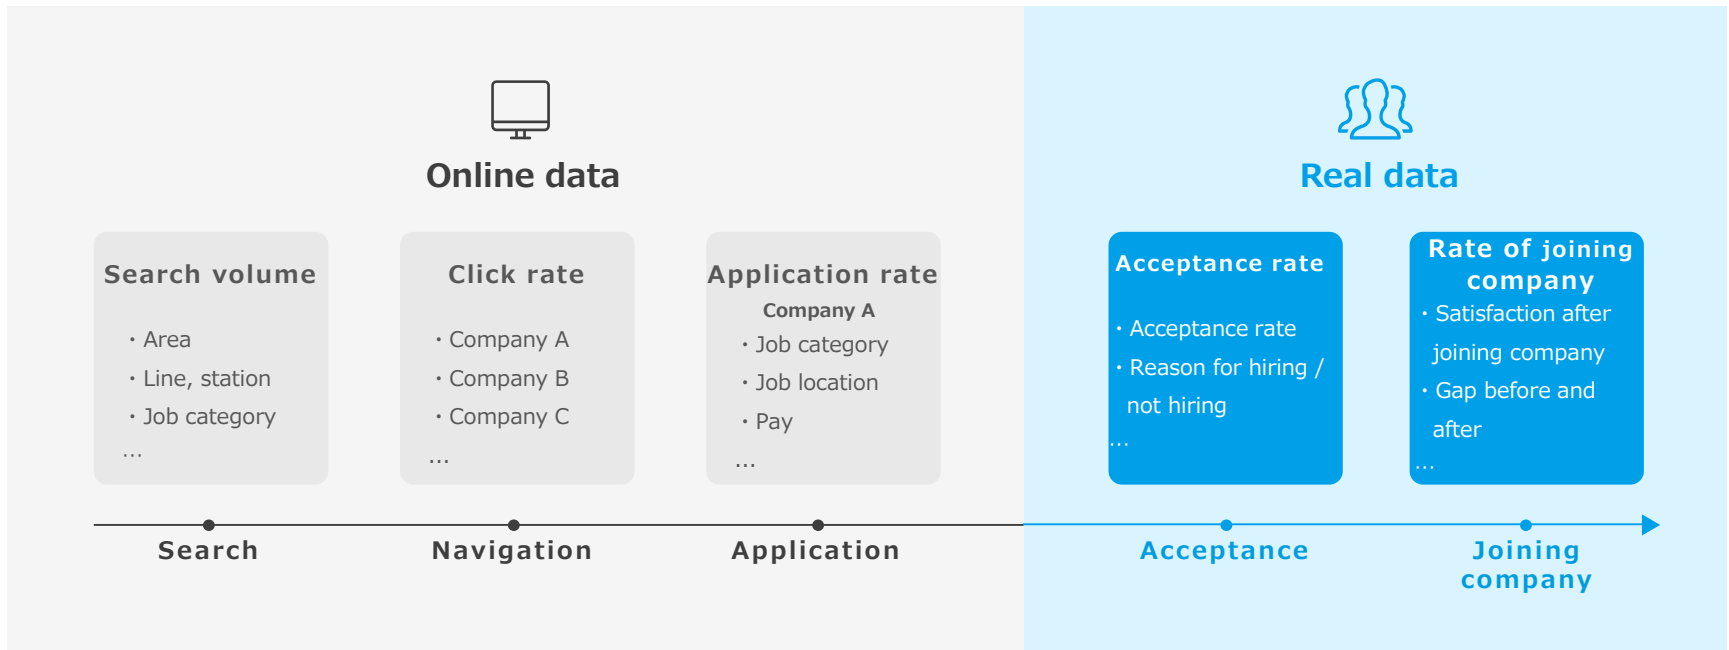 Online data
Search volume
・Area
・Line, station
・Job category
...
Click rate
・Company A
・Company B
・Company C
...
Application rate
Company A
・Job category
・Job location
・Pay
...
Search
Navigation
Application
Real data
Acceptance rate
・Acceptance rate
・Reason for hiring /
not hiring
...
Rate of joining
company
・Satisfaction after
joining company
・Gap before and
after
...
Acceptance
Joining
company